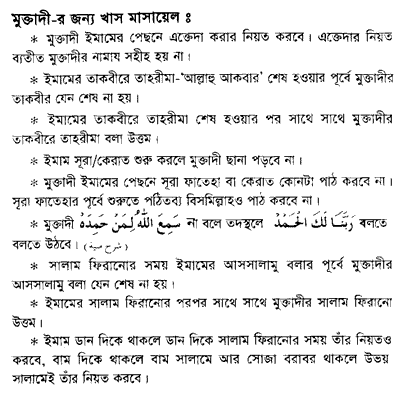 মুক্তাদী-র জন্য খাস মাসায়েল ঃ
* মুক্তাদী ইমামের পেছনে এক্তেদা করার নিয়ত করবে। এক্তেদার নিয়ত
ব্যতীত মুক্তাদীর নামায সহীহ হয় না।
* ইমামের তাকবীরে তাহরীমা-'আল্লাহু আকবার' শেষ হওয়ার পূর্বে মুক্তাদীর
তাকবীর যেন শেষ না হয়।
* ইমামের তাকবীরে তাহরীমা শেষ হওয়ার পর সাথে সাথে মুক্তাদীর
তাকবীরে তাহরীমা বলা উত্তম।
* ইমাম সূরা/কেরাত শুরু করলে মুক্তাদী ছানা পড়বে না।
* মুক্তাদী ইমামের পেছনে সূরা ফাতেহা বা কেরাত কোনটা পাঠ করবে না।
সূরা ফাতেহার পূর্বে শুরুতে পঠিতব্য বিসমিল্লাহও পাঠ করবে না।
* মুক্তাদী سَمِعَ اللّٰهُ لِمَنْ حَمِدَهٗ না বলে তদস্থলে رَبَّنَا لَكَ الْحَمْدُ বলতে
বলতে উঠবে। (شرح منية)
* সালাম ফিরানোর সময় ইমামের আসসালামু বলার পূর্বে মুক্তাদীর
আসসালামু বলা যেন শেষ না হয়।
* ইমামের সালাম ফিরানোর পরপর সাথে সাথে মুক্তাদীর সালাম ফিরানো
উত্তম।
* ইমাম ডান দিকে থাকলে ডান দিকে সালাম ফিরানোর সময় তাঁর নিয়তও
করবে, বাম দিকে থাকলে বাম সালামে আর সোজা বরাবর থাকলে উভয়
সালামেই তাঁর নিয়ত করবে।